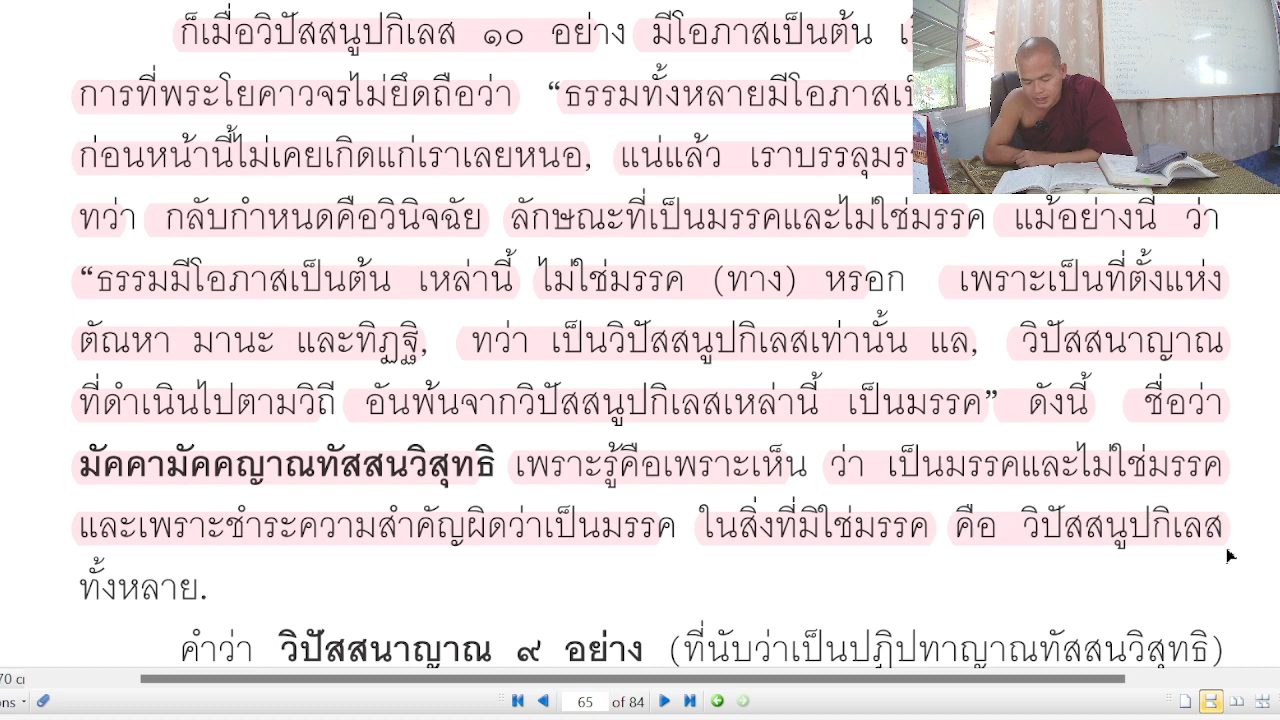 ก็เมื่อวิปัสสนูปกิเลส ๑๐ อย่าง มีโอภาสเป็นต้น
การที่พระโยคาวจรไม่ยึดถือว่า “ธรรมทั้งหลายมีโอภาส
ก่อนหน้านี้ไม่เคยเกิดแก่เราเลยหนอ, แน่แล้ว เราบรรลุ
ทว่า กลับกำหนดคือวินิจฉัย ลักษณะที่เป็นมรรคและไม่ใช่มรรค แม้อย่างนี้ ว่า
“ธรรมมีโอภาสเป็นต้น เหล่านี้ ไม่ใช่มรรค (ทาง) หรอก เพราะเป็นที่ตั้งแห่ง
ตัณหา มานะ และทิฏฐิ, ทว่า เป็นวิปัสสนูปกิเลสเท่านั้น แล, วิปัสสนาญาณ
ที่ดำเนินไปตามวิถี อันพ้นจากวิปัสสนูปกิเลสเหล่านี้ เป็นมรรค” ดังนี้ ชื่อว่า
มัคคามัคคญาณทัสสนวิสุทธิ เพราะรู้คือเพราะเห็น ว่า เป็นมรรคและไม่ใช่มรรค
และเพราะชำระความสำคัญผิดว่าเป็นมรรค ในสิ่งที่มิใช่มรรค คือ วิปัสสนูปกิเลส
ทั้งหลาย.
คำว่า วิปัสสนาญาณ ๙ อย่าง (ที่นับว่าเป็นปฏิปทาญาณทัสสนวิสุทธิ)
65 of 84